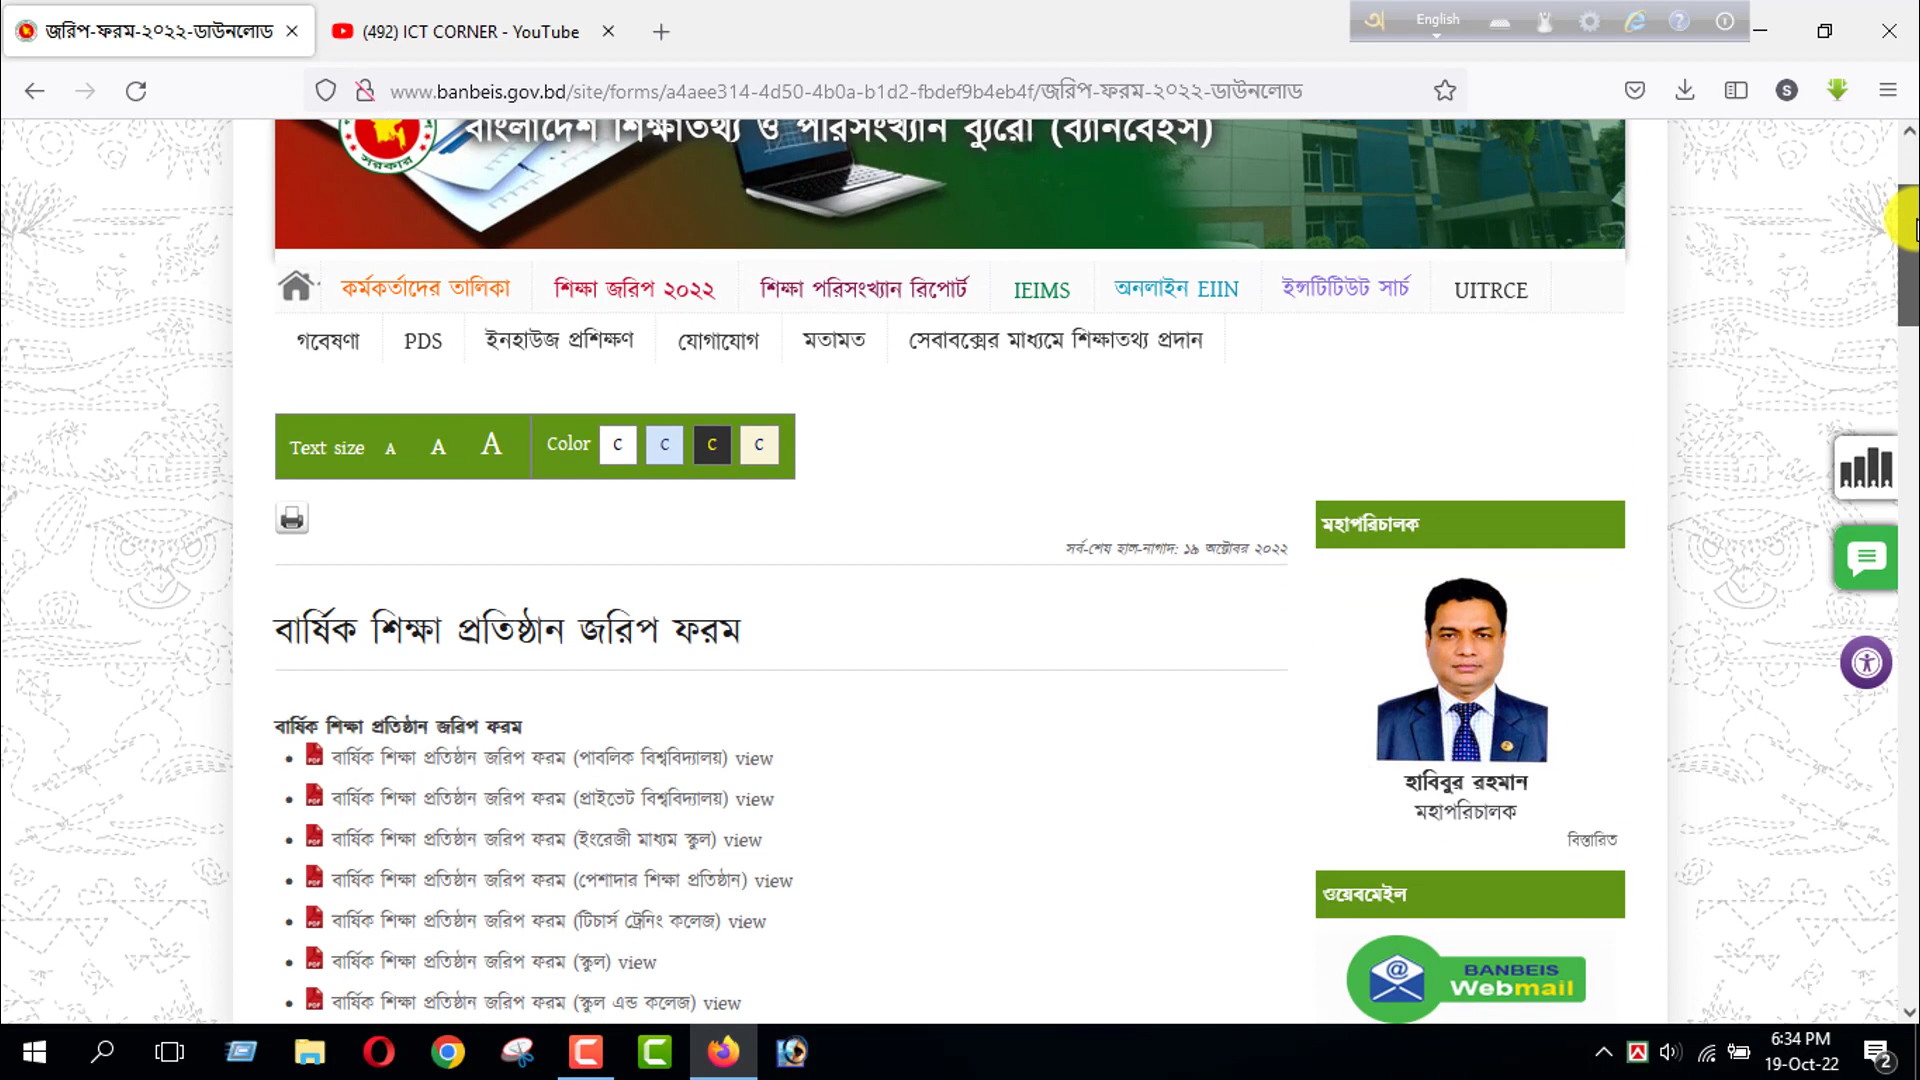 জরিপ-ফরম-২০২২-ডাউনলোড
(492) ICT CORNER - YouTube
English
www.banbeis.gov.bd/site/forms/a4aee314-4d50-4b0a-b1d2-fbdef9b4eb4f/জরিপ-ফরম-২০২২-ডাউনলোড
বাংলাদেশ শিক্ষাতথ্য ও পরিসংখ্যান ব্যুরো (ব্যানবেইস)
সরকার
কর্মকর্তাদের তালিকা শিক্ষা জরিপ ২০২২ শিক্ষা পরিসংখ্যান রিপোর্ট IEIMS অনলাইন EIIN ইন্সটিটিউট সার্চ UITRCE
গবেষণা PDS ইনহাউজ প্রশিক্ষণ যোগাযোগ মতামত সেবাবক্সের মাধ্যমে শিক্ষাতথ্য প্রদান
Text size A A A Color C C C C
সর্ব-শেষ হাল-নাগাদ: ১৯ অক্টোবর ২০২২
বার্ষিক শিক্ষা প্রতিষ্ঠান জরিপ ফরম
বার্ষিক শিক্ষা প্রতিষ্ঠান জরিপ ফরম
বার্ষিক শিক্ষা প্রতিষ্ঠান জরিপ ফরম (পাবলিক বিশ্ববিদ্যালয়) view
বার্ষিক শিক্ষা প্রতিষ্ঠান জরিপ ফরম (প্রাইভেট বিশ্ববিদ্যালয়) view
বার্ষিক শিক্ষা প্রতিষ্ঠান জরিপ ফরম (ইংরেজী মাধ্যম স্কুল) view
বার্ষিক শিক্ষা প্রতিষ্ঠান জরিপ ফরম (পেশাদার শিক্ষা প্রতিষ্ঠান) view
বার্ষিক শিক্ষা প্রতিষ্ঠান জরিপ ফরম (টিচার্স ট্রেনিং কলেজ) view
বার্ষিক শিক্ষা প্রতিষ্ঠান জরিপ ফরম (স্কুল) view
বার্ষিক শিক্ষা প্রতিষ্ঠান জরিপ ফরম (স্কুল এন্ড কলেজ) view
মহাপরিচালক
হাবিবুর রহমান
মহাপরিচালক
বিস্তারিত
ওয়েবমেইল
BANBEIS
Webmail
6:34 PM
19-Oct-22
2